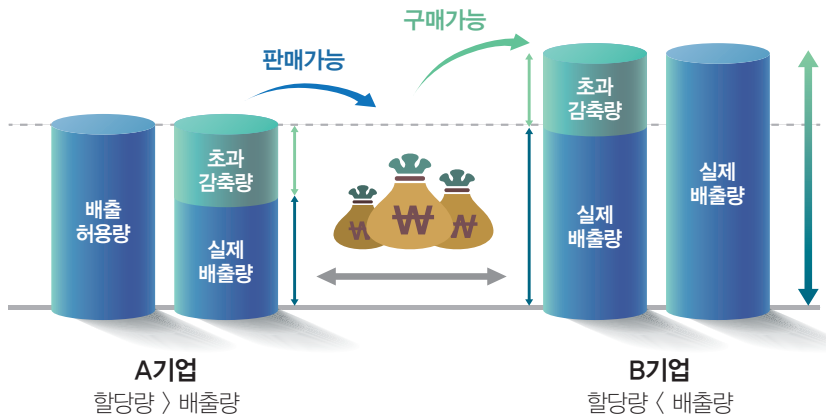 판매가능
구매가능
배출
허용량
초과
감축량
실제
배출량
₩
₩
₩
초과
감축량
실제
배출량
실제
배출량
A기업
할당량 > 배출량
B기업
할당량 < 배출량